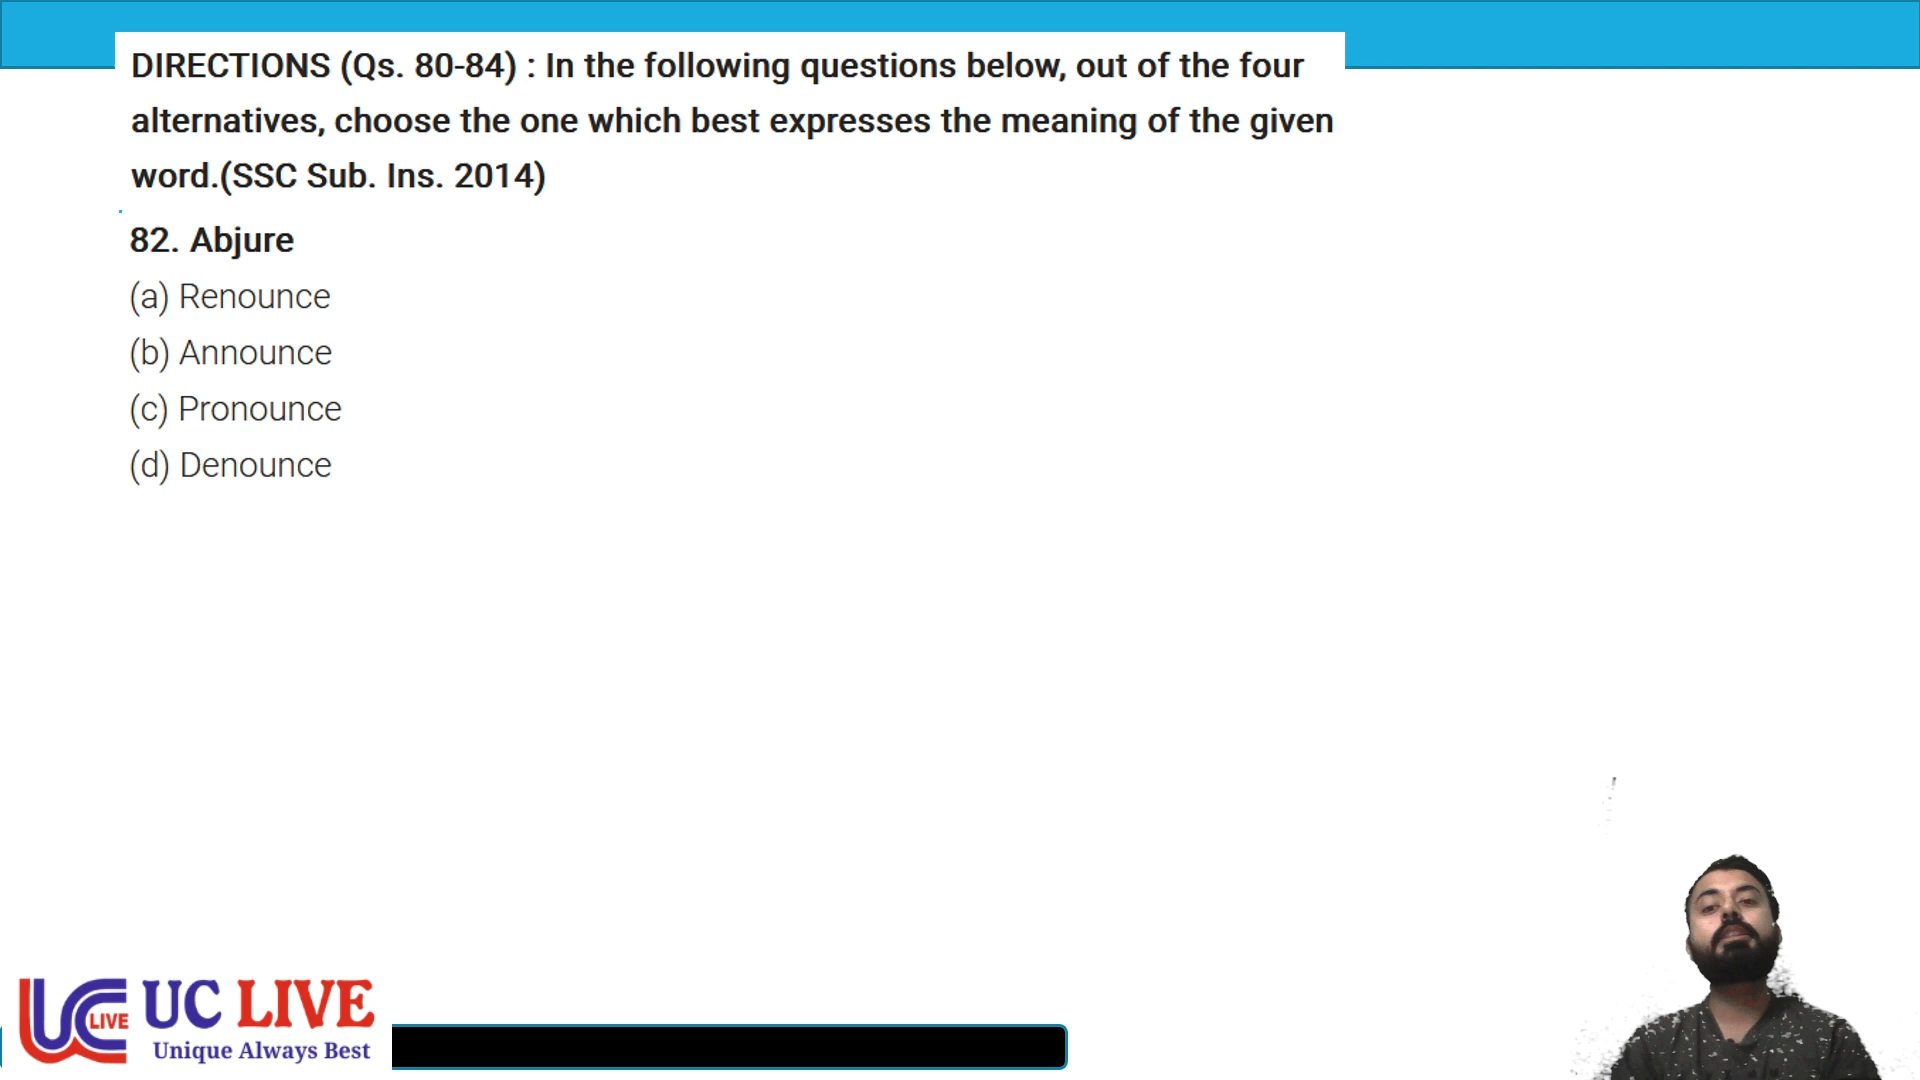 DIRECTIONS (Qs. 80-84) : In the following questions below, out of the four
alternatives, choose the one which best expresses the meaning of the given
word.(SSC Sub. Ins. 2014)
82. Abjure
(a) Renounce
(b) Announce
(c) Pronounce
(d) Denounce
UC LIVE UC LIVE
Unique Always Best